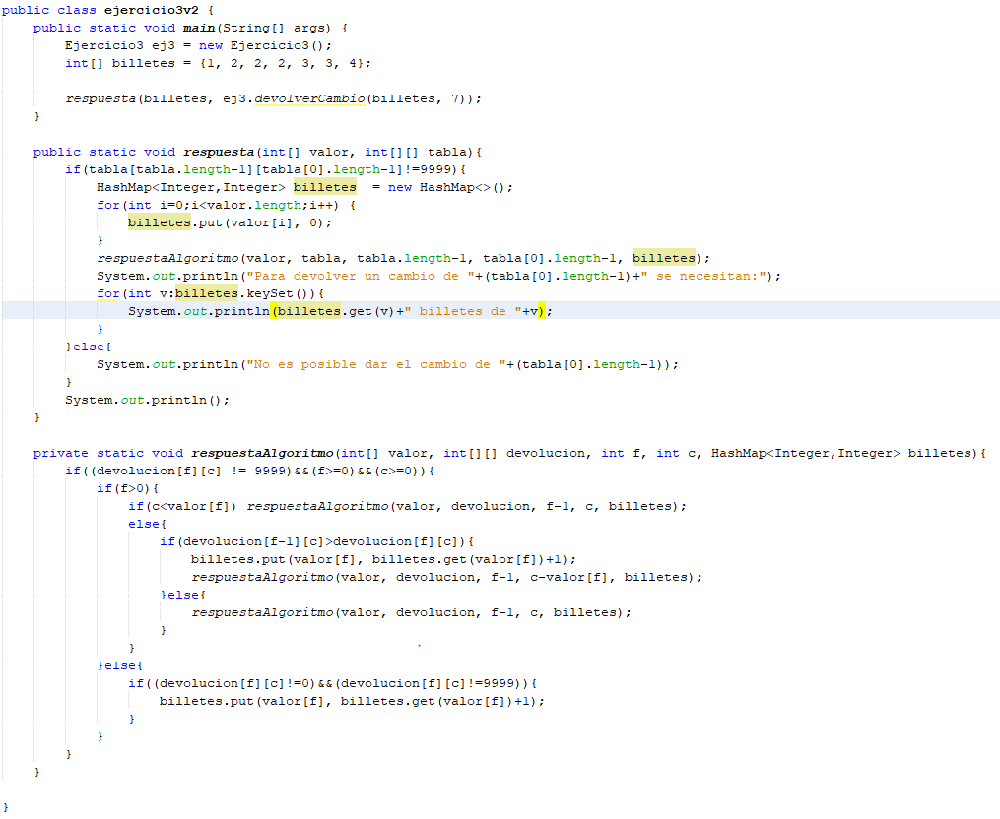 public class ejercicio3v2 {
    public static void main(String[] args) {
        Ejercicio3 ej3 = new Ejercicio3();
        int[] billetes = {1, 2, 2, 2, 3, 3, 4};

        respuesta(billetes, ej3.devolverCambio(billetes, 7));
    }

    public static void respuesta(int[] valor, int[][] tabla){
        if(tabla[tabla.length-1][tabla[0].length-1]!=9999){
            HashMap<Integer,Integer> billetes  = new HashMap<>();
            for(int i=0;i<valor.length;i++) {
                billetes.put(valor[i], 0);
            }
            respuestaAlgoritmo(valor, tabla, tabla.length-1, tabla[0].length-1, billetes);
            System.out.println("Para devolver un cambio de "+(tabla[0].length-1)+" se necesitan:");
            for(int v:billetes.keySet()){
                System.out.println(billetes.get(v)+" billetes de "+v);
            }
        }else{
            System.out.println("No es posible dar el cambio de "+(tabla[0].length-1));
        }
        System.out.println();
    }

    private static void respuestaAlgoritmo(int[] valor, int[][] devolucion, int f, int c, HashMap<Integer,Integer> billetes){
        if((devolucion[f][c] != 9999)&&(f>=0)&&(c>=0)){
            if(f>0){
                if(c<valor[f]) respuestaAlgoritmo(valor, devolucion, f-1, c, billetes);
                else{
                    if(devolucion[f-1][c]>devolucion[f][c]){
                        billetes.put(valor[f], billetes.get(valor[f])+1);
                        respuestaAlgoritmo(valor, devolucion, f-1, c-valor[f], billetes);
                    }else{
                        respuestaAlgoritmo(valor, devolucion, f-1, c, billetes);
                    }
                }
            }else{
                if((devolucion[f][c]!=0)&&(devolucion[f][c]!=9999)){
                    billetes.put(valor[f], billetes.get(valor[f])+1);
                }
            }
        }
    }

}